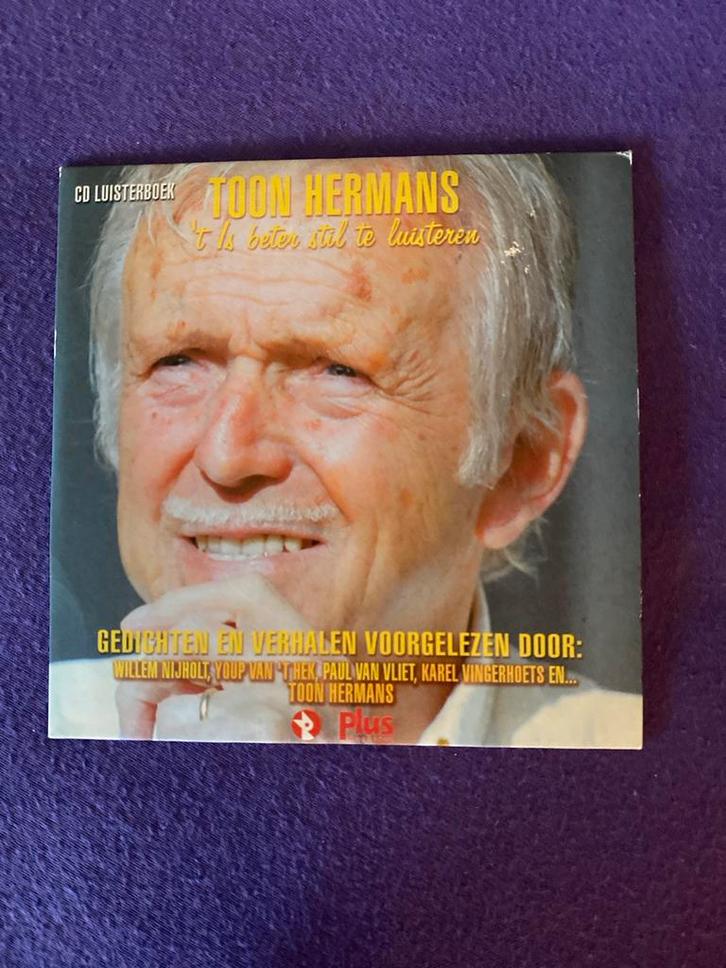 CD LUISTERBOEK
TOON HERMANS
't Is beter stil te luisteren
GEDICHTEN EN VERHALEN VOORGELEZEN DOOR:
WILLEM NIJHOLT, YOUP VAN 'T HEK, PAUL VAN VLIET, KAREL VINGERHOETS EN...
TOON HERMANS
Plus